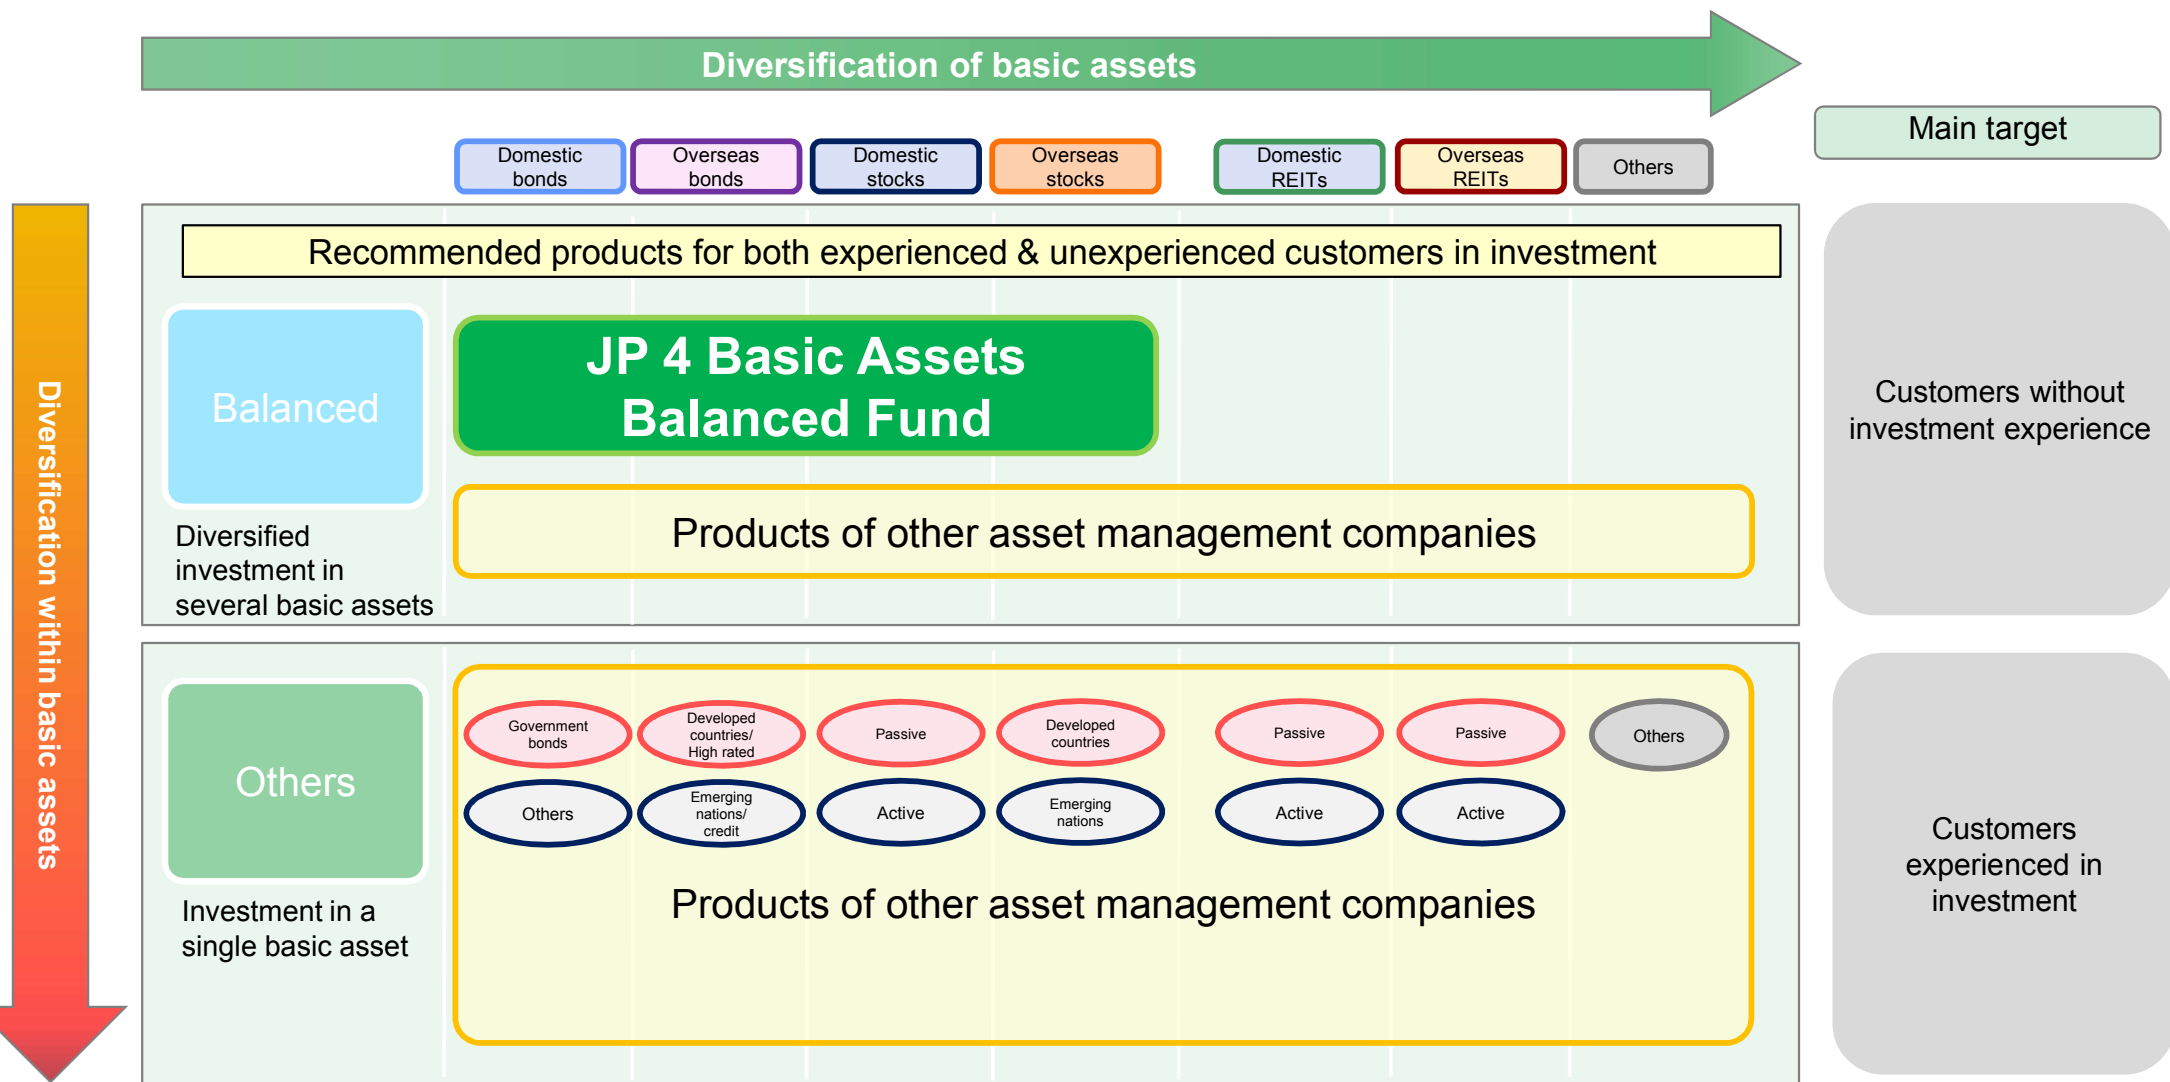 Diversification of basic assets
Main target
Domestic
bonds
Overseas
bonds
Domestic
stocks
Overseas
stocks
Domestic
REITs
Overseas
REITs
Others
Diversification within basic assets
Recommended products for both experienced & unexperienced customers in investment
Balanced
JP 4 Basic Assets
Balanced Fund
Customers without
investment experience
Diversified
investment in
several basic assets
Products of other asset management companies
Others
Government
bonds
Developed
countries/
High rated
Passive
Developed
countries
Passive
Passive
Others
Others
Emerging
nations/
credit
Active
Emerging
nations
Active
Active
Investment in a
single basic asset
Products of other asset management companies
Customers
experienced in
investment